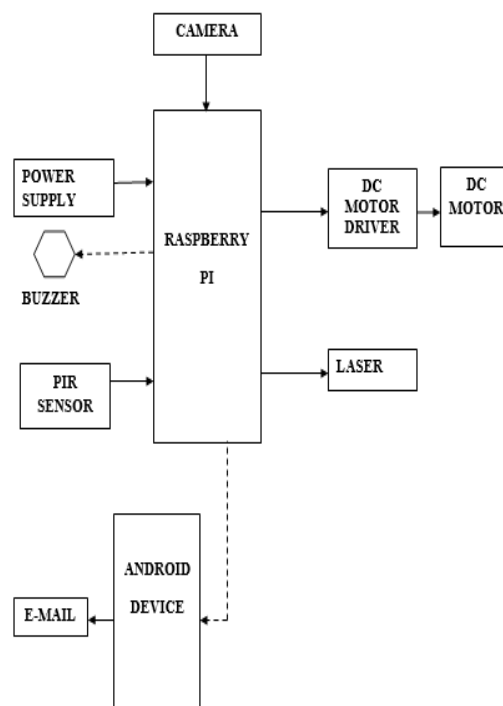 CAMERA
POWER
SUPPLY
BUZZER
PIR
SENSOR
RASPBERRY
PI
DC
MOTOR
DRIVER
DC
MOTOR
LASER
ANDROID
DEVICE
E-MAIL